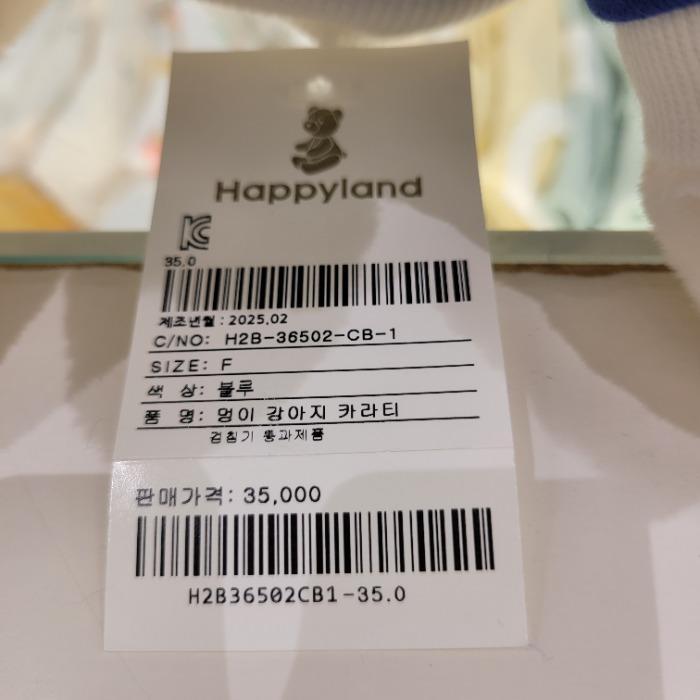 Happyland
KC
35.0
제조년월 : 2025.02
C/NO: H2B-36502-CB-1
SIZE: F
색 상: 블루
품 명: 멍이 강아지 카라티
검침기 통과제품
판매가격: 35,000
H2B36502CB1-35.0